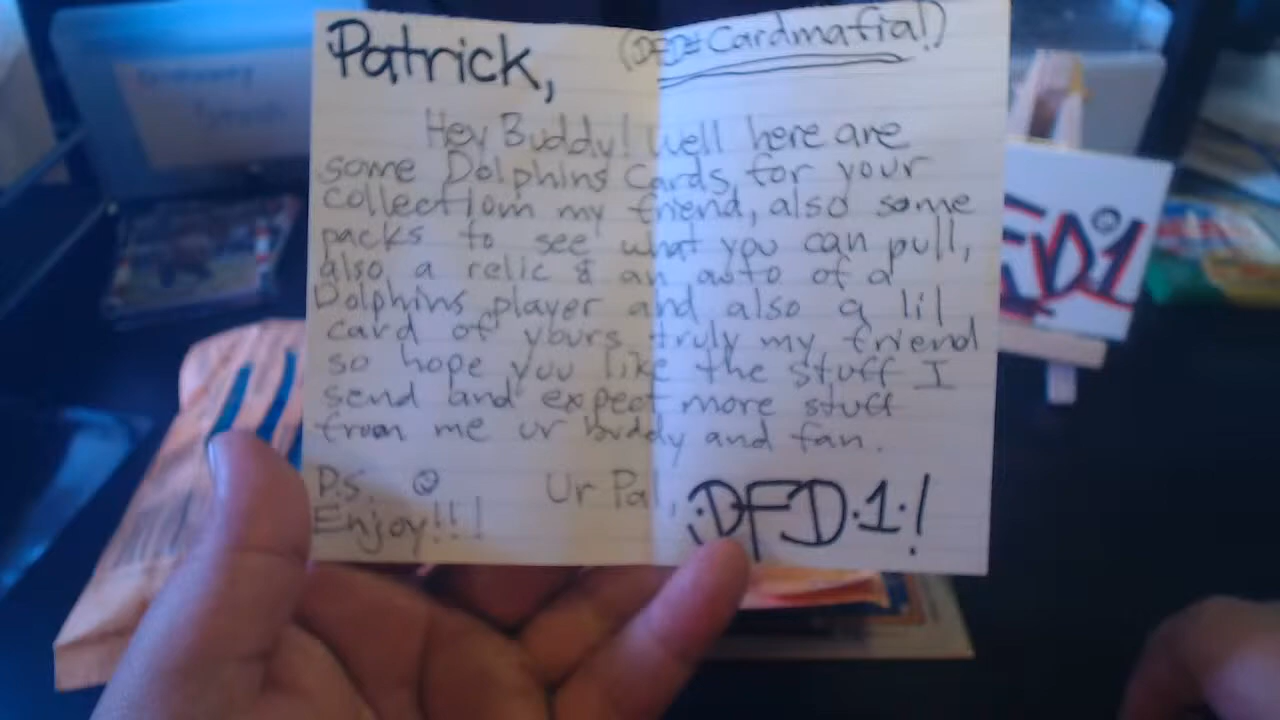 Patrick, (DFD#Cardmafia!)
Hey Buddy! Well here are
some Dolphins Cards, for your
collectiom my friend, also some
packs to see what you can pull,
also a relic & an auto of a
Dolphins player and also a lil
card of yours truly my friend
so hope you like the stuff I
send and expect more stuff
from me ur buddy and fan.
P.S. ☺ Ur Pal,
Enjoy!!! DFD.1.!
FD1